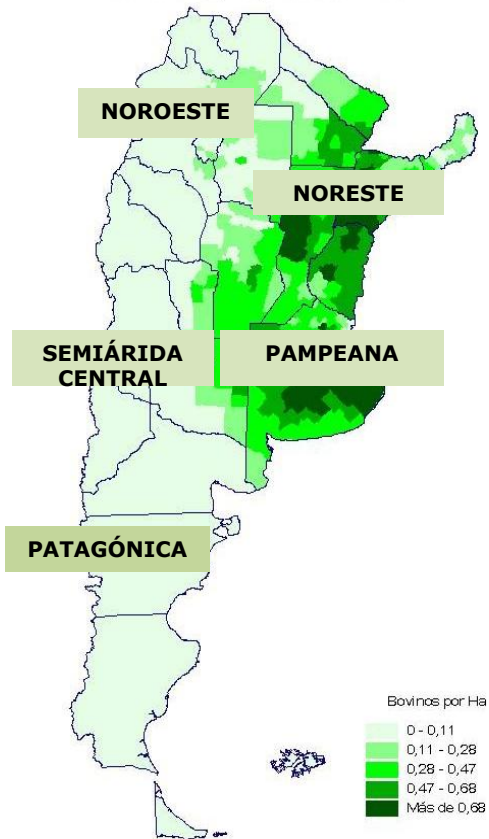 NOROESTE
NORESTE
SEMIÁRIDA
CENTRAL
PAMPEANA
PATAGÓNICA
Bovinos por Ha
0 - 0,11
0,11 - 0,28
0,28 - 0,47
0,47 - 0,68
Más de 0,68